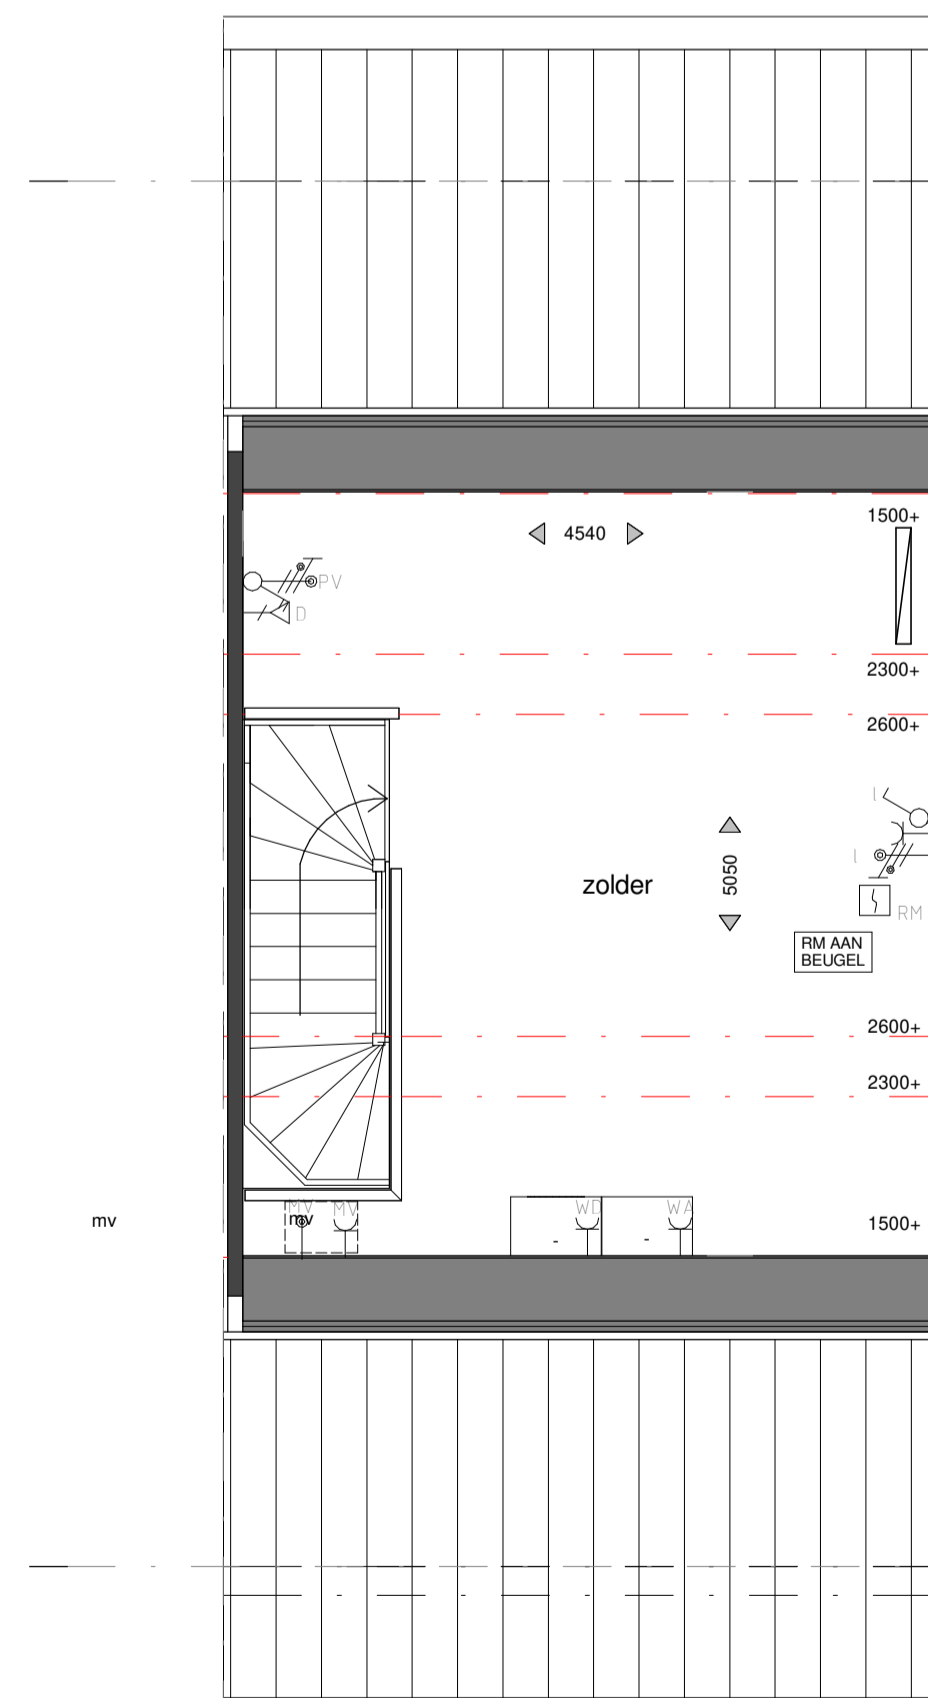 1500+
4540
PV
D
2300+
2600+
l
zolder
5050
l
RM
RM AAN
BEUGEL
2600+
2300+
MV
MV
WD
WA
mv
mv
1500+